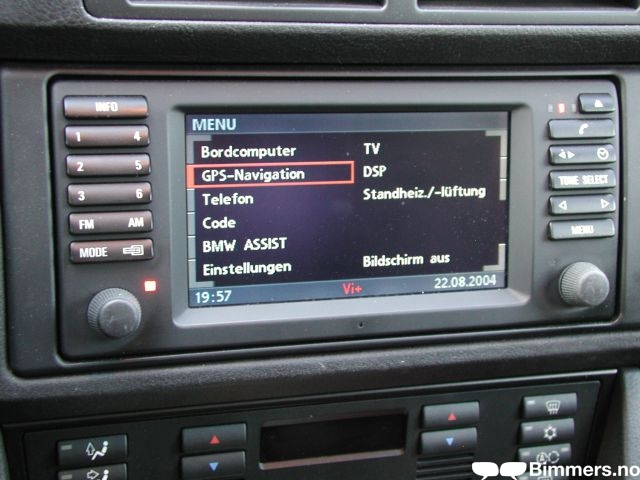 INFO
1 4
2 5
3 6
FM AM
MODE
MENU
Bordcomputer
GPS-Navigation
Telefon
Code
BMW ASSIST
Einstellungen
TV
DSP
Standheiz./-lüftung
Bildschirm aus
19:57
Vi+
22.08.2004
TONE SELECT
MENU
Bimmers.no